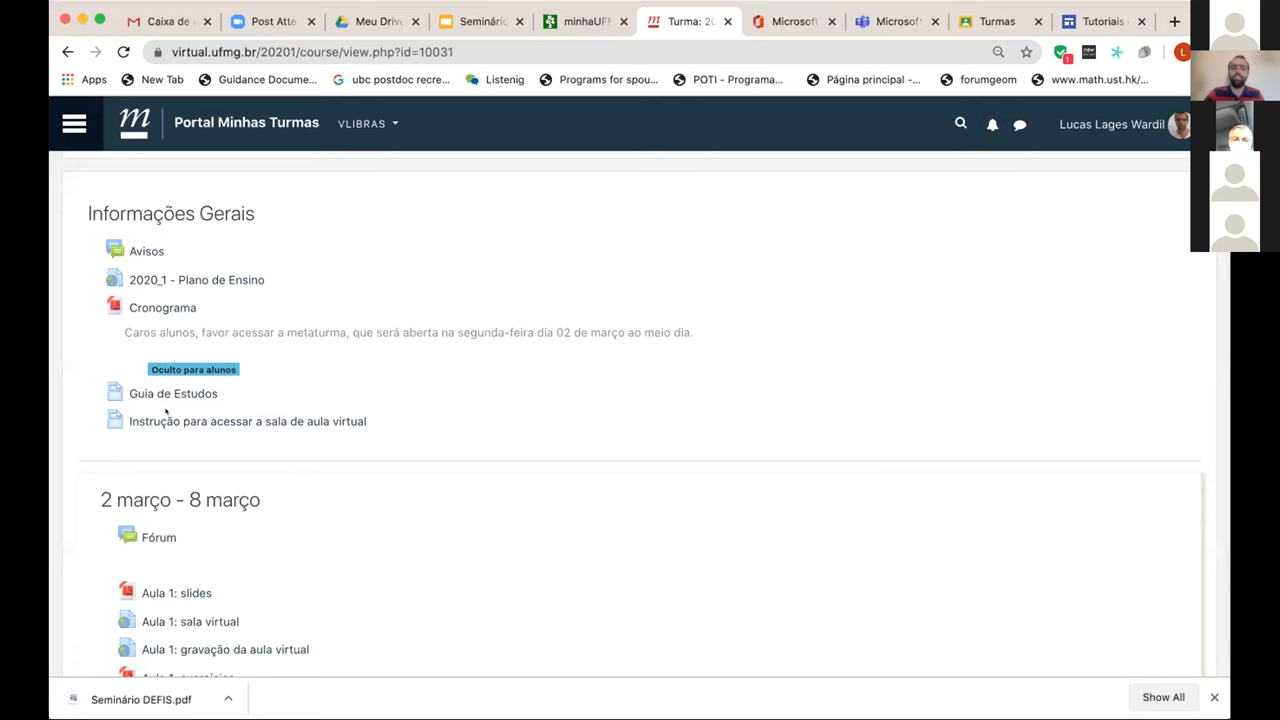 Caixa de
Post Atte
Meu Driv
Seminário
minhaUFM
Turma: 20
Microsoft
Microsof
Turmas
Tutoriais
virtual.ufmg.br/20201/course/view.php?id=10031
Apps
New Tab
Guidance Docume...
ubc postdoc recre...
Listenig
Programs for spou...
POTI - Programa...
Página principal -...
forumgeom
www.math.ust.hk/...
Portal Minhas Turmas
VLIBRAS
Lucas Lages Wardil
Informações Gerais
Avisos
2020_1 - Plano de Ensino
Cronograma
Caros alunos, favor acessar a metaturma, que será aberta na segunda-feira dia 02 de março ao meio dia.
Oculto para alunos
Guia de Estudos
Instrução para acessar a sala de aula virtual
2 março - 8 março
Fórum
Aula 1: slides
Aula 1: sala virtual
Aula 1: gravação da aula virtual
Seminário DEFIS.pdf
Show All